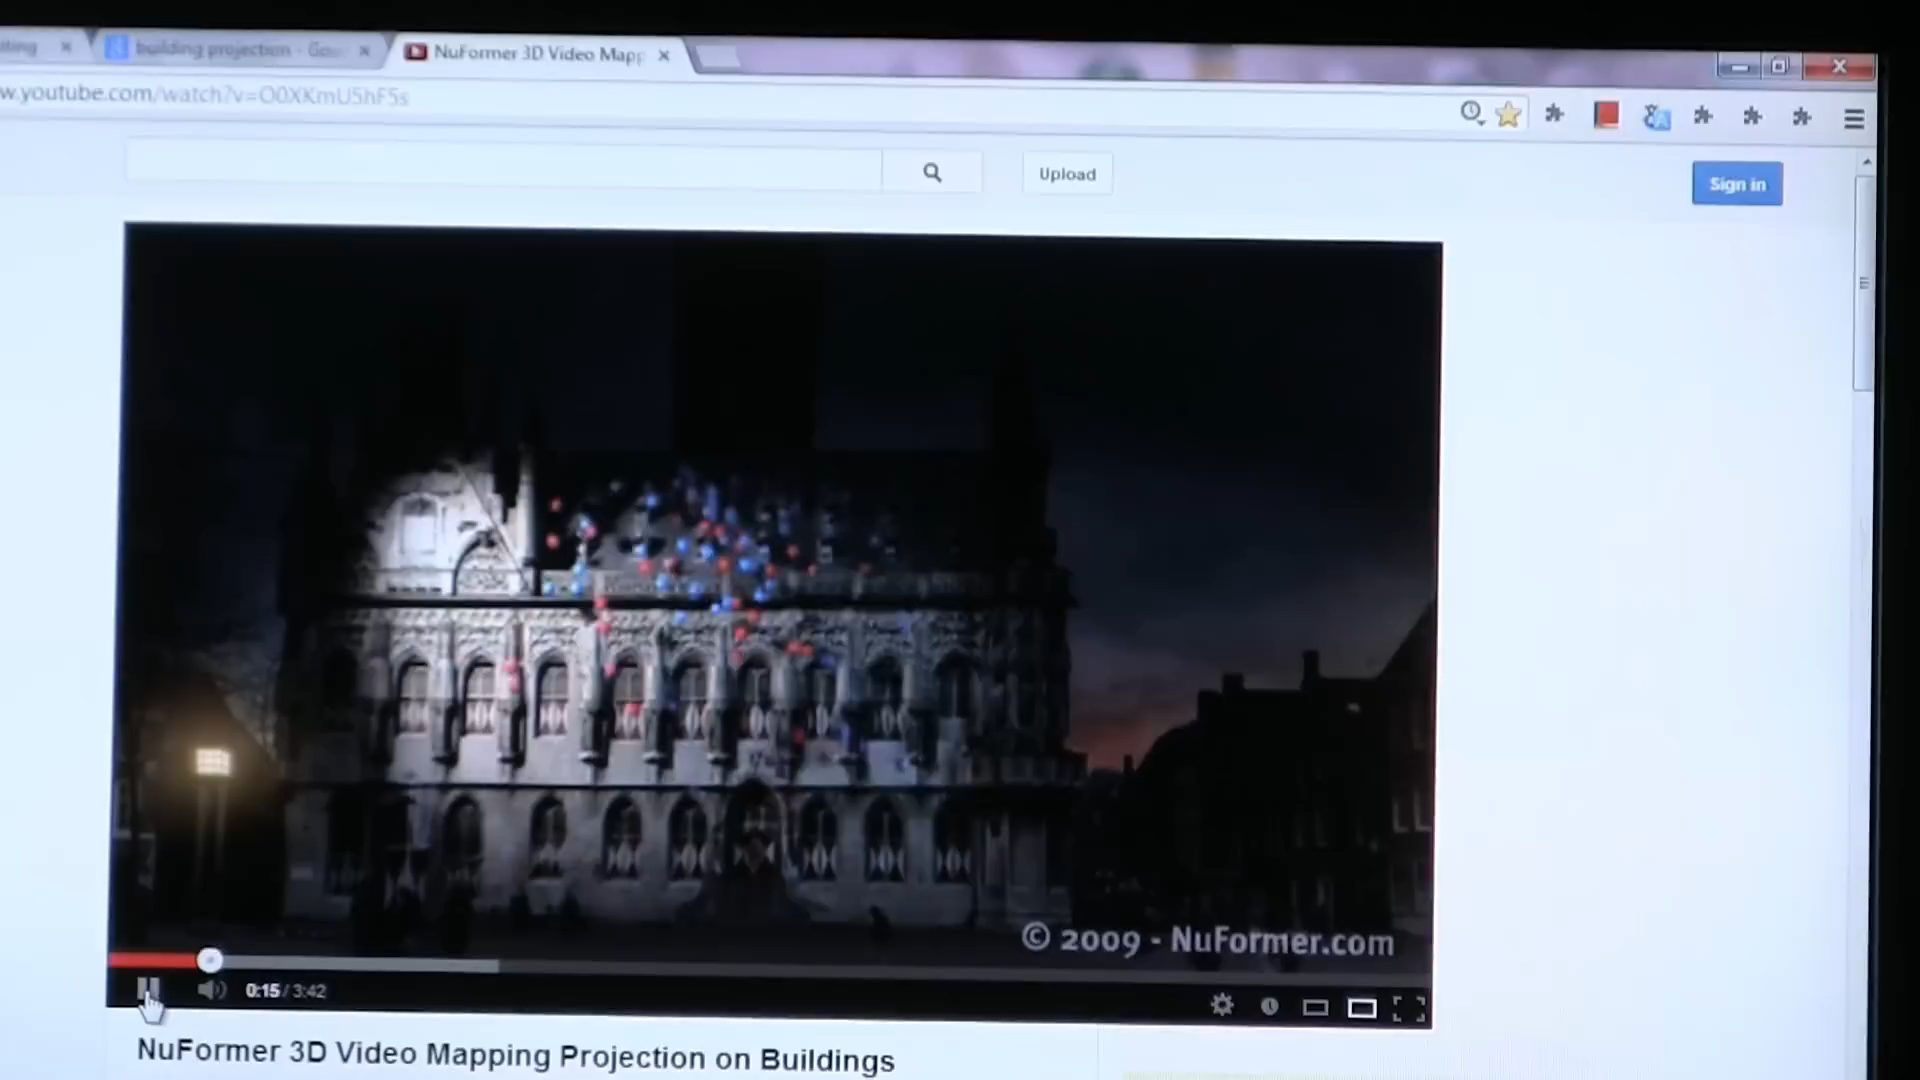 building projection - Goo
NuFormer 3D Video Mapp
w.youtube.com/watch?v=O0XKmU5hF5s
Upload
Sign in
© 2009 - NuFormer.com
0:15 / 3:42
NuFormer 3D Video Mapping Projection on Buildings